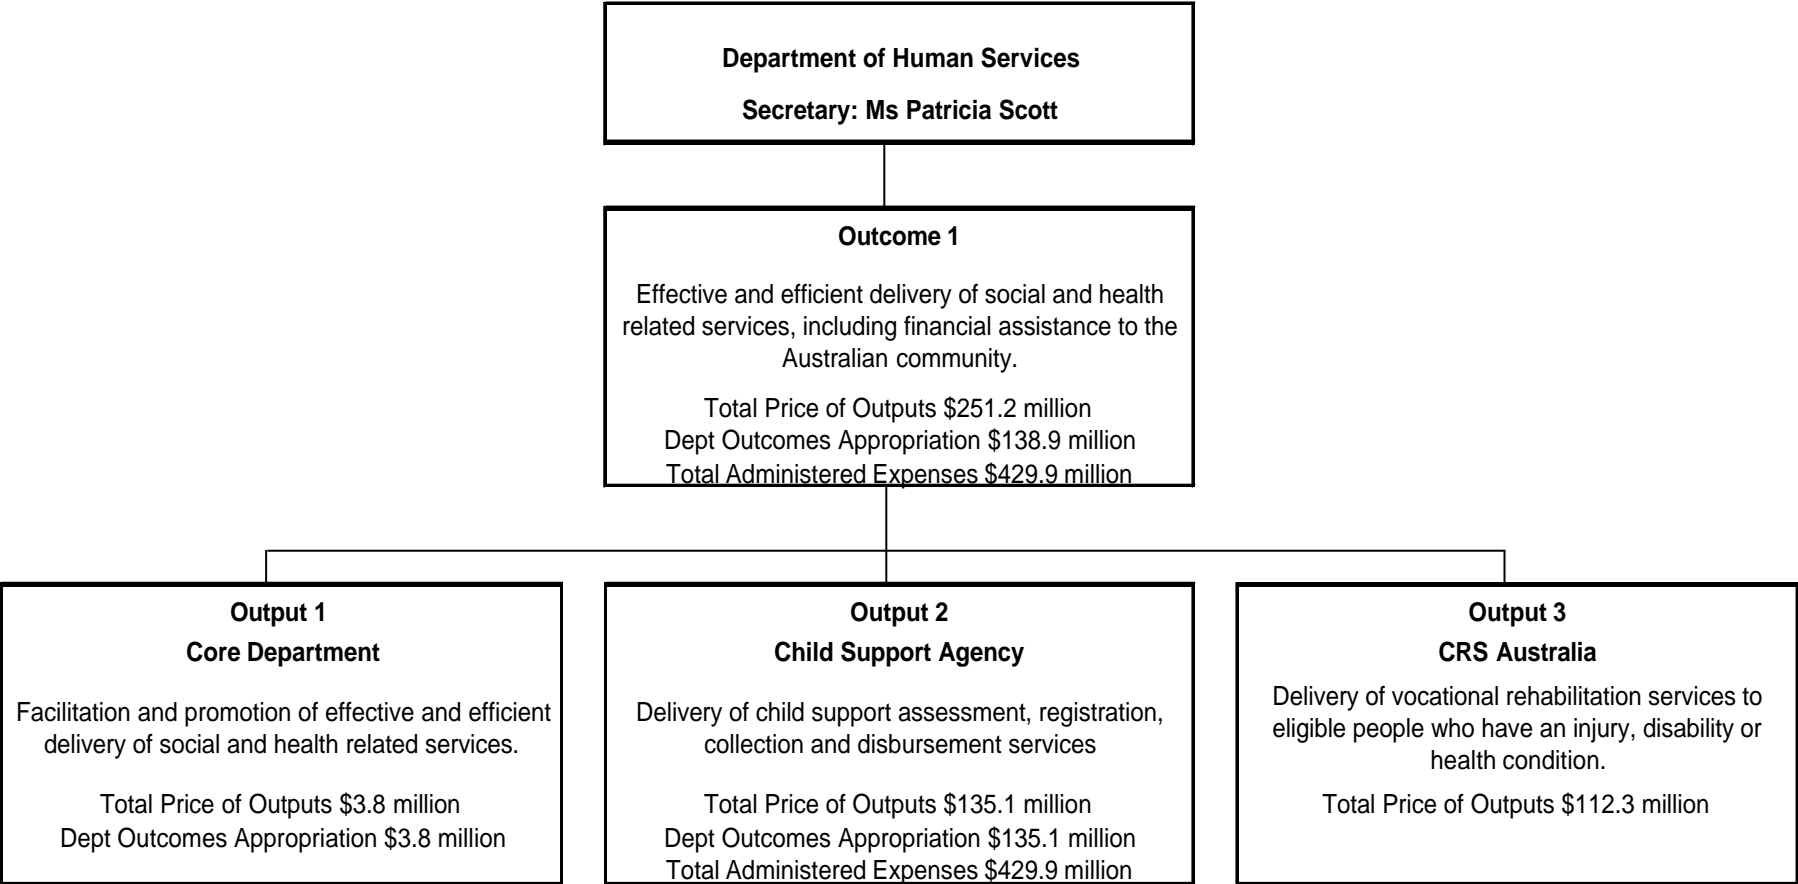 Department of Human Services
Secretary: Ms Patricia Scott
Outcome 1
Effective and efficient delivery of social and health
related services, including financial assistance to the
Australian community.
Total Price of Outputs $251.2 million
Dept Outcomes Appropriation $138.9 million
Total Administered Expenses $429.9 million
Output 1
Core Department
Facilitation and promotion of effective and efficient
delivery of social and health related services.
Total Price of Outputs $3.8 million
Dept Outcomes Appropriation $3.8 million
Output 2
Child Support Agency
Delivery of child support assessment, registration,
collection and disbursement services
Total Price of Outputs $135.1 million
Dept Outcomes Appropriation $135.1 million
Total Administered Expenses $429.9 million
Output 3
CRS Australia
Delivery of vocational rehabilitation services to
eligible people who have an injury, disability or
health condition.
Total Price of Outputs $112.3 million